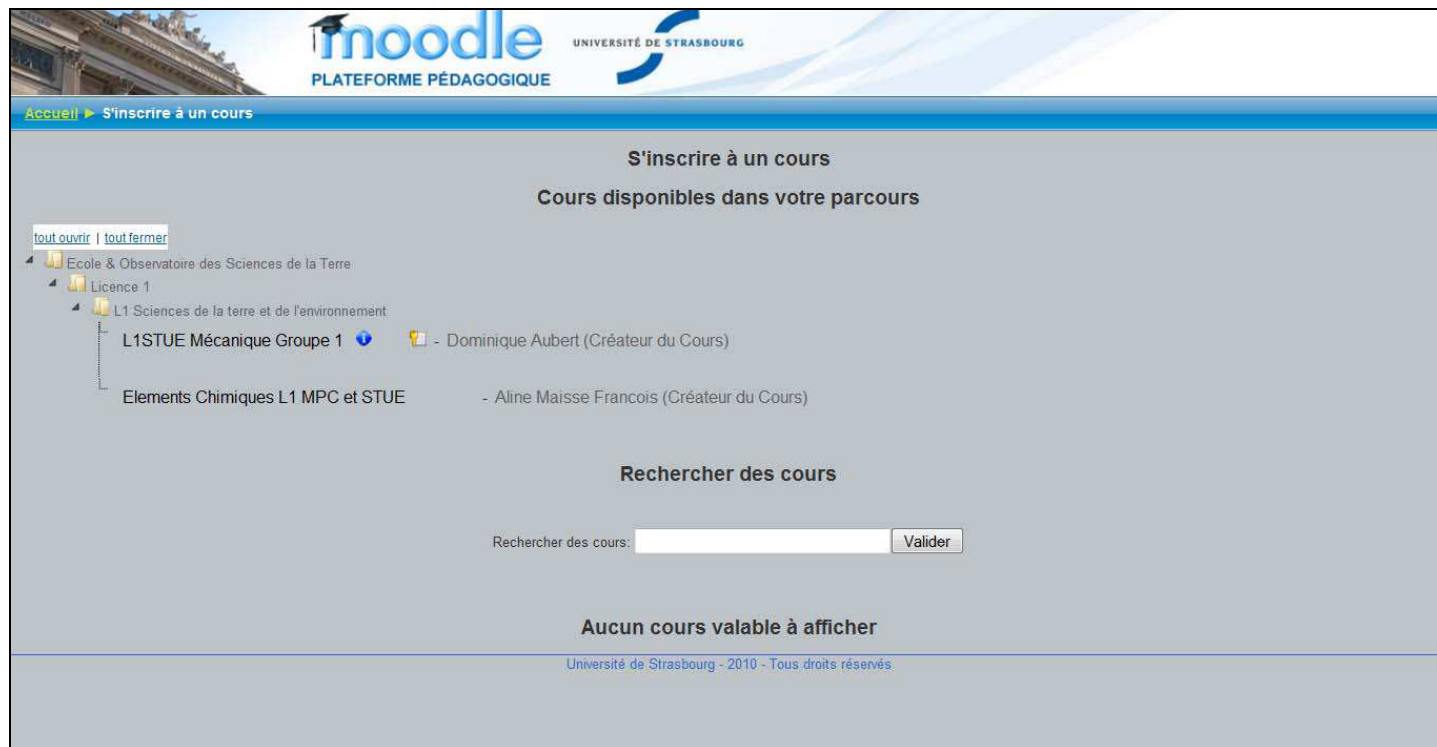 moodle
PLATEFORME PÉDAGOGIQUE
UNIVERSITÉ DE STRASBOURG
Accueil ► S'inscrire à un cours
S'inscrire à un cours
Cours disponibles dans votre parcours
tout ouvrir | tout fermer
Ecole & Observatoire des Sciences de la Terre
Licence 1
L1 Sciences de la terre et de l'environnement
L1STUE Mécanique Groupe 1 - Dominique Aubert (Créateur du Cours)
Elements Chimiques L1 MPC et STUE - Aline Maisse Francois (Créateur du Cours)
Rechercher des cours
Rechercher des cours: Valider
Aucun cours valable à afficher
Université de Strasbourg - 2010 - Tous droits réservés